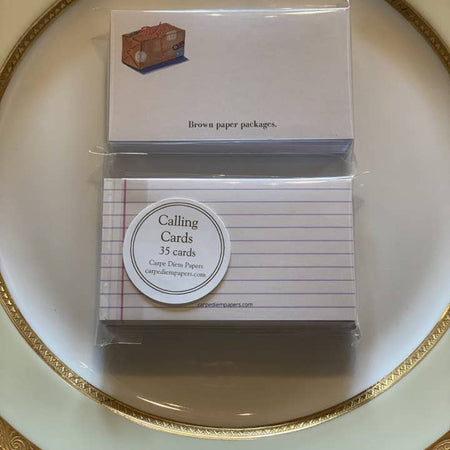 Brown paper packages.
Calling
Cards
35 cards
Carpe Diem Papers
carpediempapers.com
carpediempapers.com